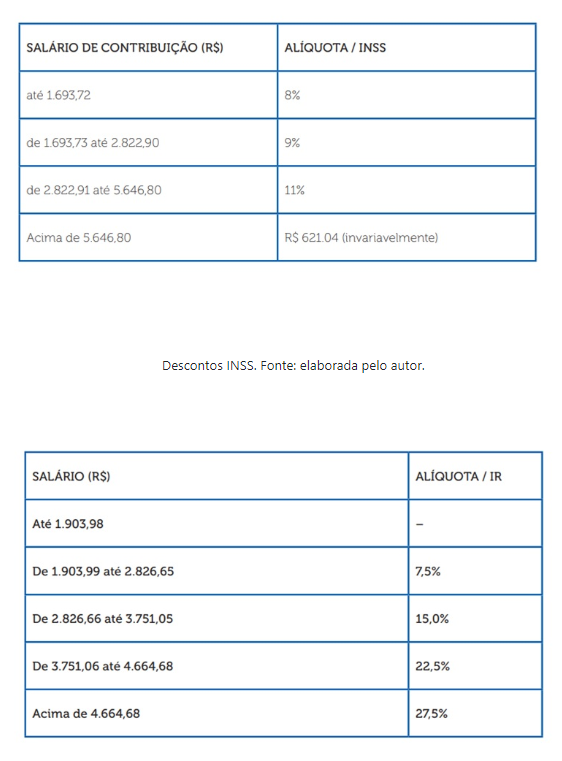 SALÁRIO DE CONTRIBUIÇÃO (R$) ALÍQUOTA / INSS
até 1.693,72 8%
de 1.693,73 até 2.822,90 9%
de 2.822,91 até 5.646,80 11%
Acima de 5.646,80 R$ 621.04 (invariavelmente)
Descontos INSS. Fonte: elaborada pelo autor.
SALÁRIO (R$) ALÍQUOTA / IR
Até 1.903,98 –
De 1.903,99 até 2.826,65 7,5%
De 2.826,66 até 3.751,05 15,0%
De 3.751,06 até 4.664,68 22,5%
Acima de 4.664,68 27,5%